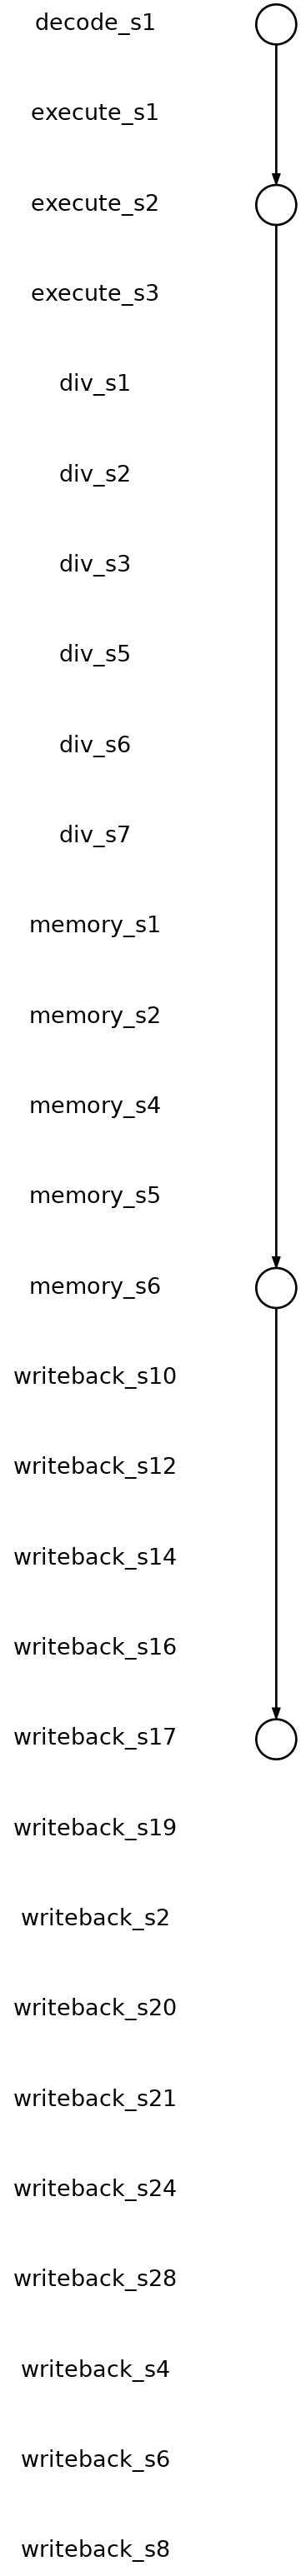 decode_s1
execute_s1
execute_s2
execute_s3
div_s1
div_s2
div_s3
div_s5
div_s6
div_s7
memory_s1
memory_s2
memory_s4
memory_s5
memory_s6
writeback_s10
writeback_s12
writeback_s14
writeback_s16
writeback_s17
writeback_s19
writeback_s2
writeback_s20
writeback_s21
writeback_s24
writeback_s28
writeback_s4
writeback_s6
writeback_s8